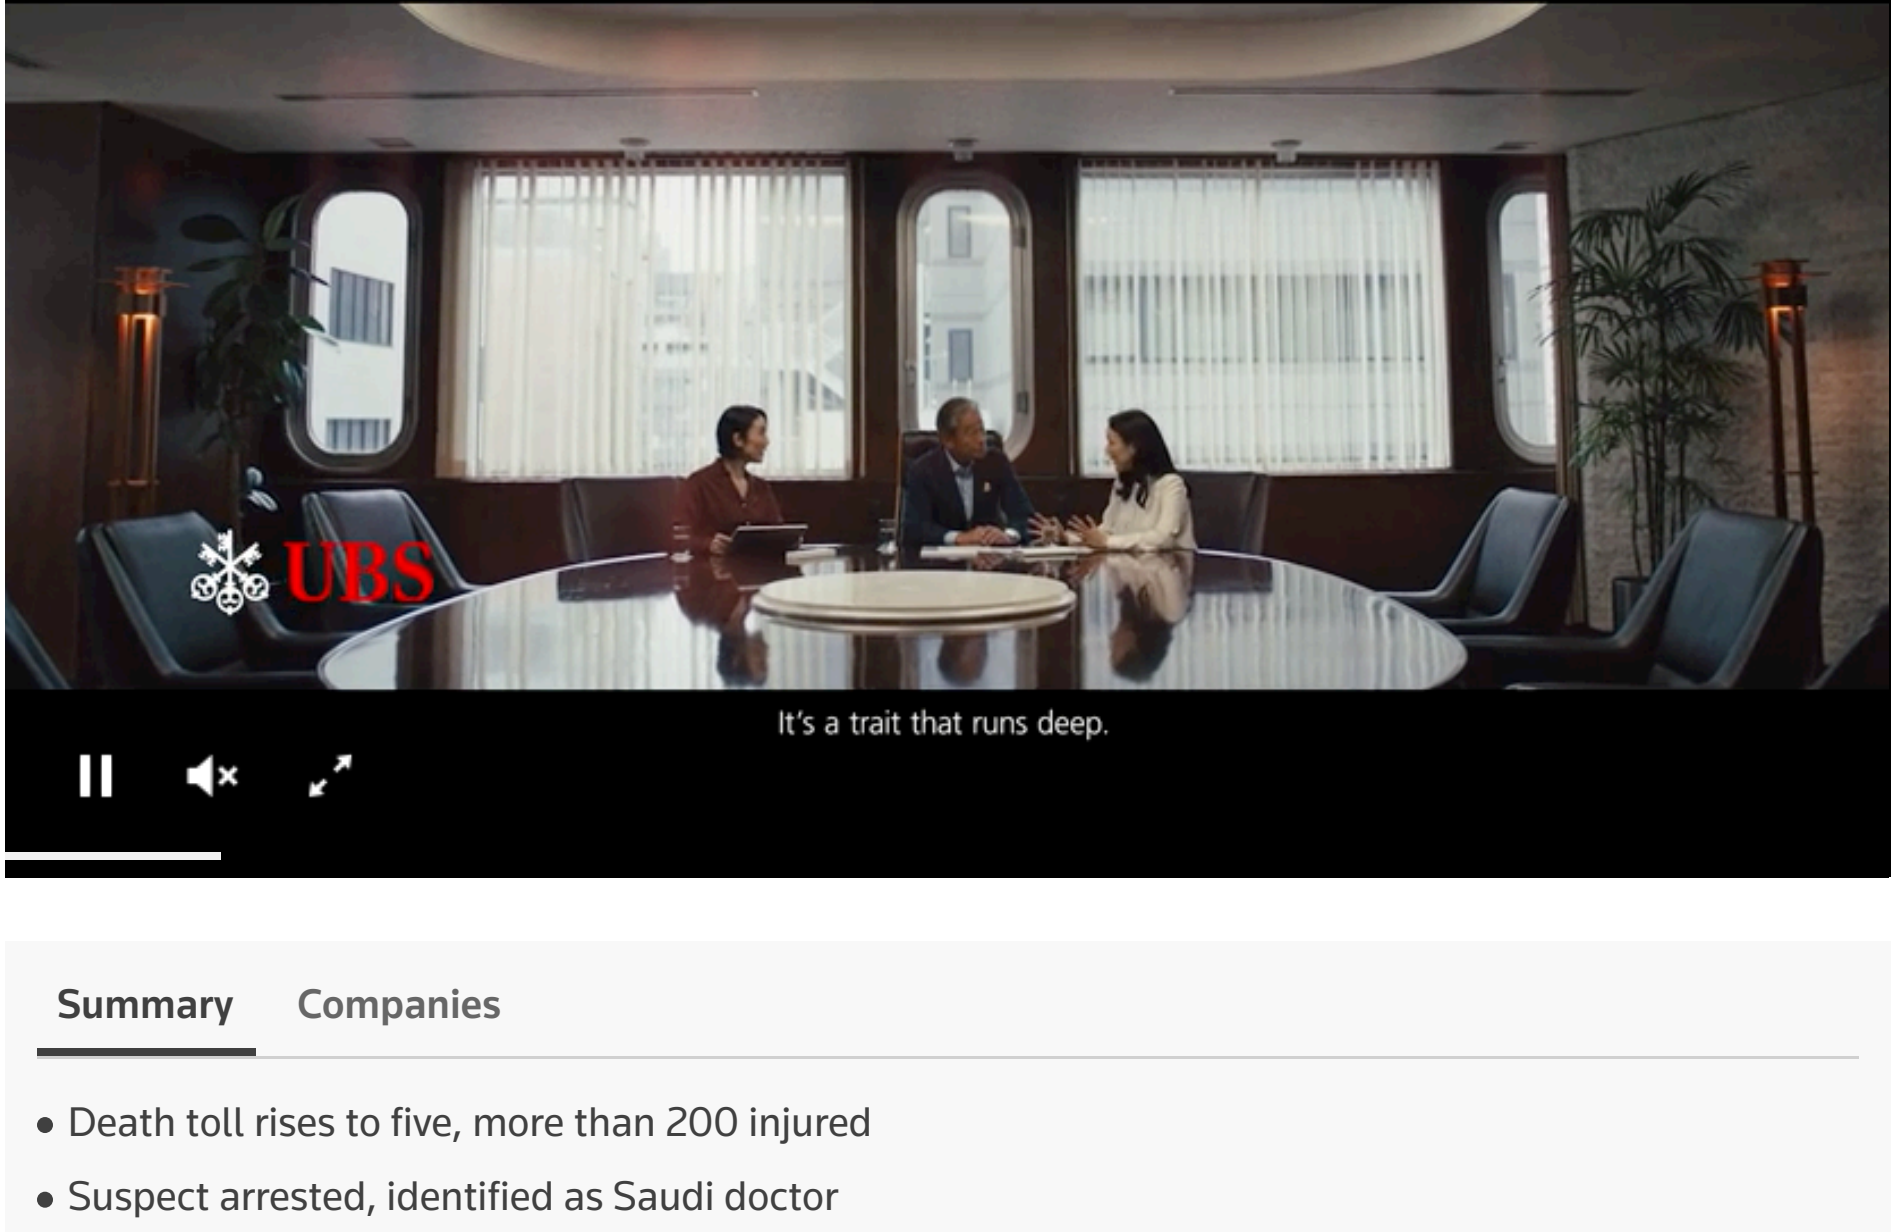 UBS
It's a trait that runs deep.
Summary Companies
Death toll rises to five, more than 200 injured
Suspect arrested, identified as Saudi doctor